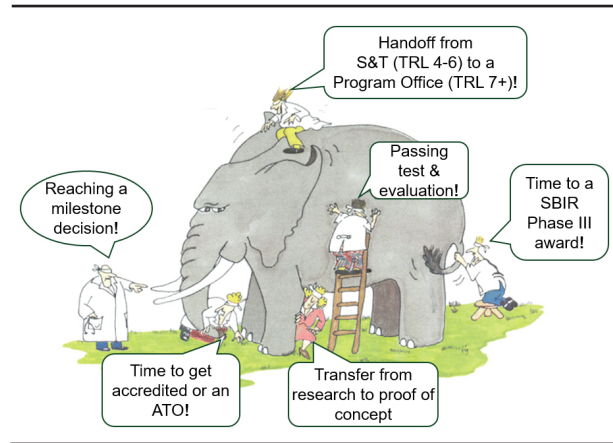 Handoff from
S&T (TRL 4-6) to a
Program Office (TRL 7+)!
Passing
test &
evaluation!
Reaching a
milestone
decision!
Time to a
SBIR
Phase III
award!
Time to get
accredited or an
ATO!
Transfer from
research to proof of
concept